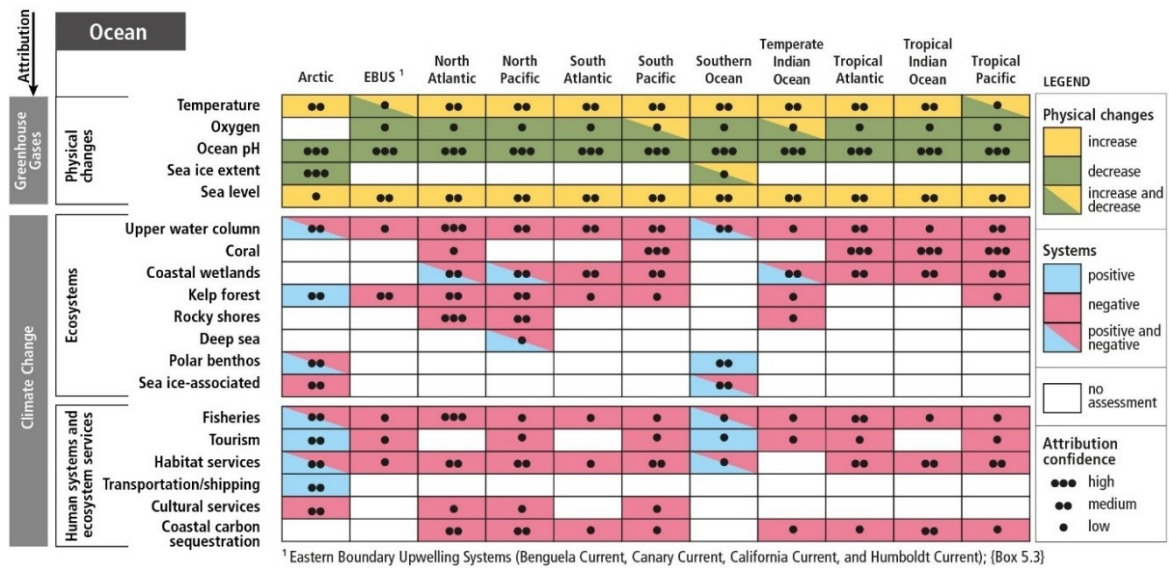 Attribution
Ocean
Arctic
EBUS ¹
North Atlantic
North Pacific
South Atlantic
South Pacific
Southern Ocean
Temperate Indian Ocean
Tropical Atlantic
Tropical Indian Ocean
Tropical Pacific
Greenhouse Gases
Physical changes
Temperature
Oxygen
Ocean pH
Sea ice extent
Sea level
Climate Change
Ecosystems
Upper water column
Coral
Coastal wetlands
Kelp forest
Rocky shores
Deep sea
Polar benthos
Sea ice-associated
Human systems and ecosystem services
Fisheries
Tourism
Habitat services
Transportation/shipping
Cultural services
Coastal carbon
sequestration
LEGEND
Physical changes
increase
decrease
increase and
decrease
Systems
positive
negative
positive and
negative
no
assessment
Attribution
confidence
●●● high
●● medium
● low
¹ Eastern Boundary Upwelling Systems (Benguela Current, Canary Current, California Current, and Humboldt Current); {Box 5.3}